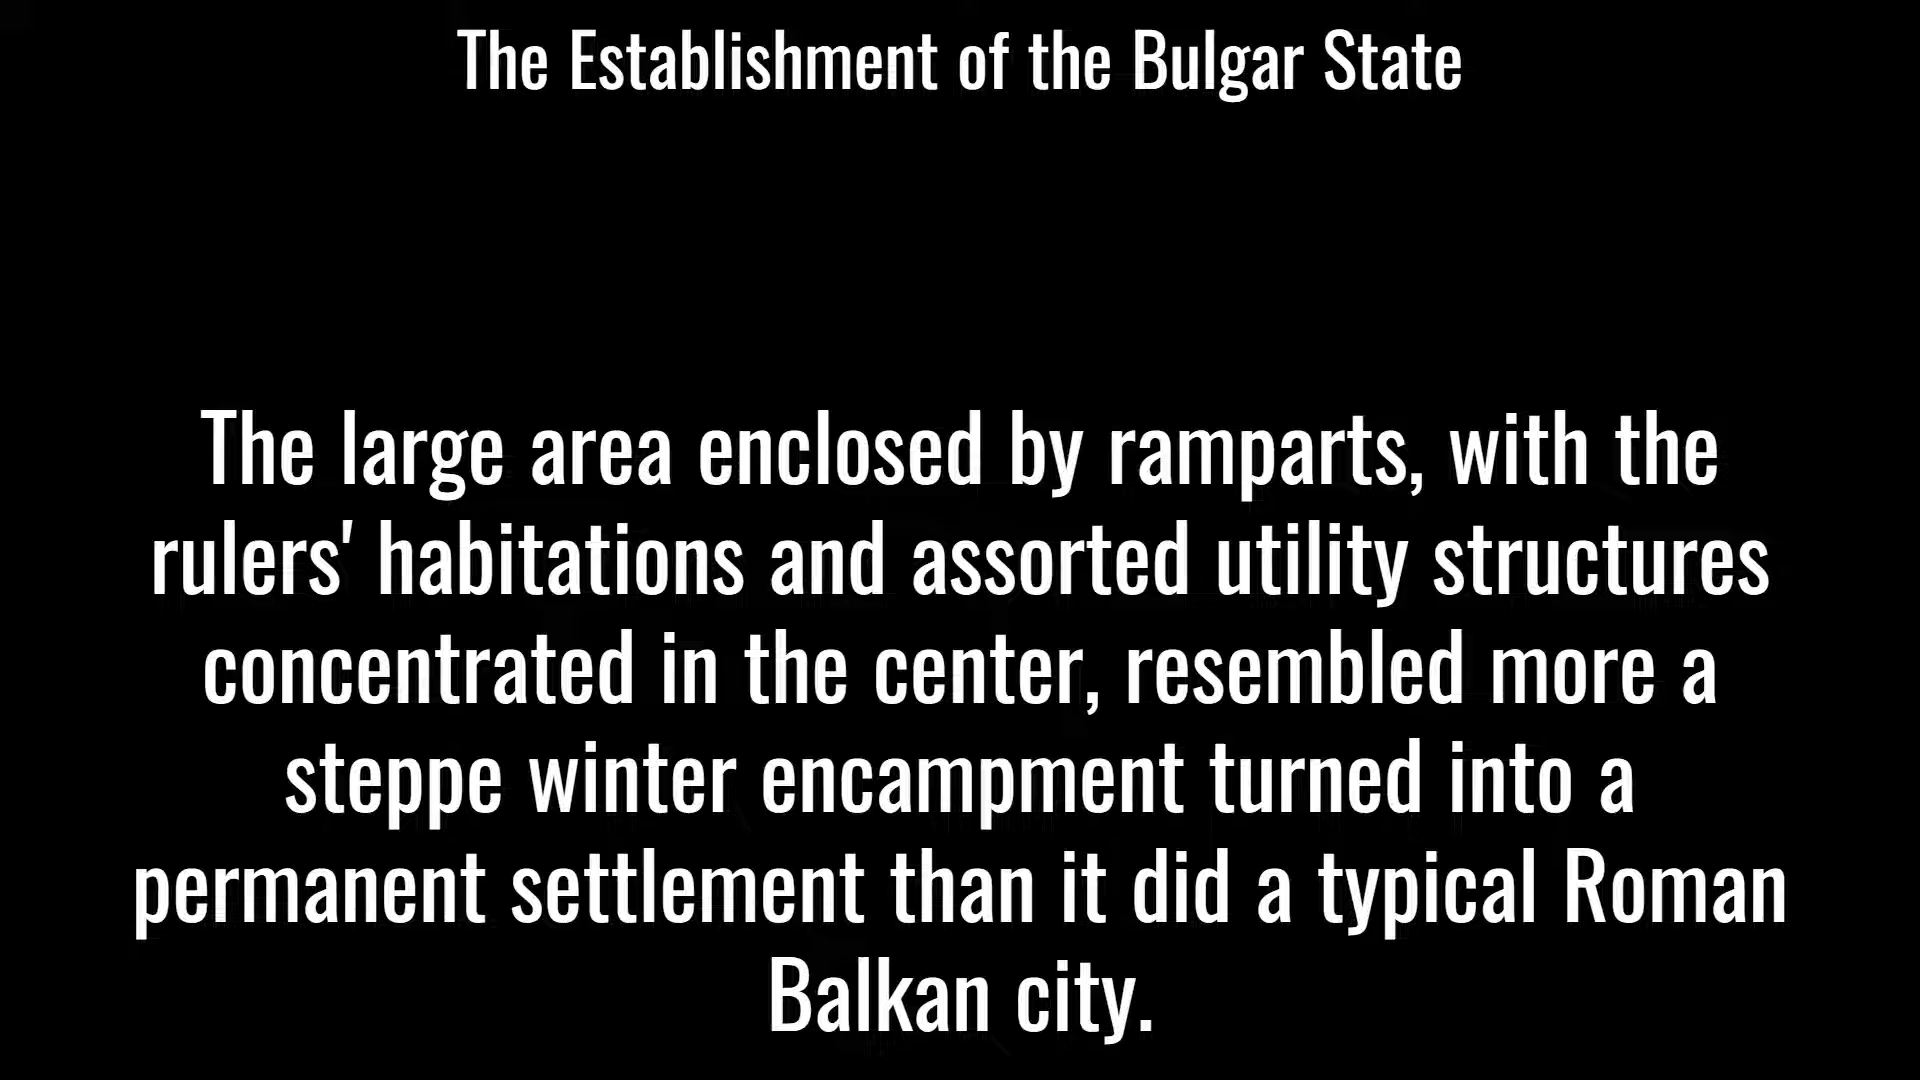 The Establishment of the Bulgar State
The large area enclosed by ramparts, with the
rulers' habitations and assorted utility structures
concentrated in the center, resembled more a
steppe winter encampment turned into a
permanent settlement than it did a typical Roman
Balkan city.